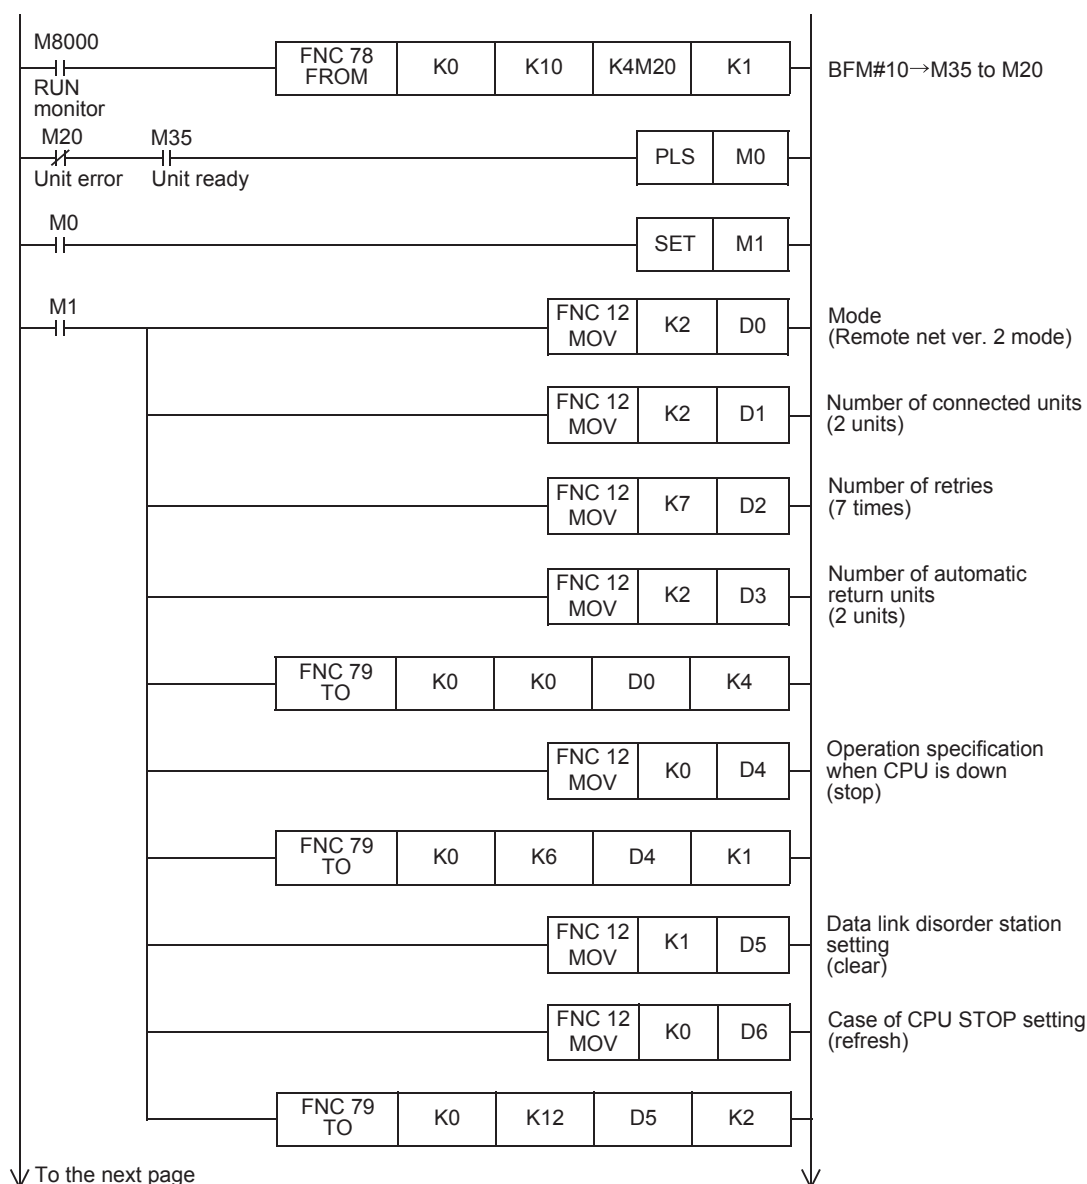 M8000
RUN
monitor
FNC 78
FROM
K0
K10
K4M20
K1
BFM#10→M35 to M20
M20
Unit error
M35
Unit ready
PLS
M0
M0
SET
M1
M1
FNC 12
MOV
K2
D0
Mode
(Remote net ver. 2 mode)
FNC 12
MOV
K2
D1
Number of connected units
(2 units)
FNC 12
MOV
K7
D2
Number of retries
(7 times)
FNC 12
MOV
K2
D3
Number of automatic
return units
(2 units)
FNC 79
TO
K0
K0
D0
K4
FNC 12
MOV
K0
D4
Operation specification
when CPU is down
(stop)
FNC 79
TO
K0
K6
D4
K1
FNC 12
MOV
K1
D5
Data link disorder station
setting
(clear)
FNC 12
MOV
K0
D6
Case of CPU STOP setting
(refresh)
FNC 79
TO
K0
K12
D5
K2
To the next page